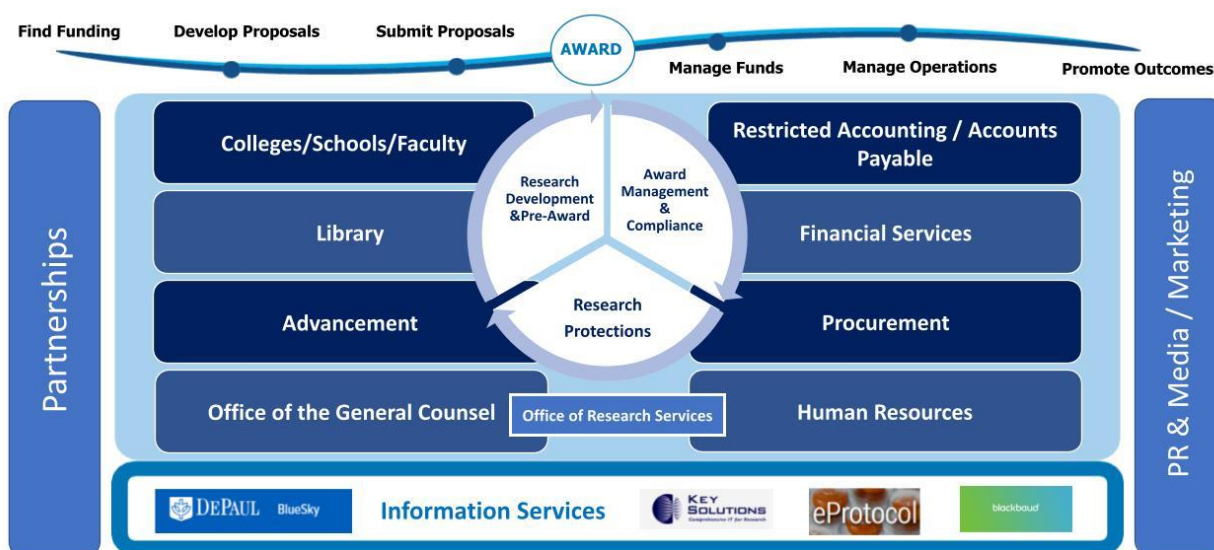 Find Funding
Develop Proposals
Submit Proposals
AWARD
Manage Funds
Manage Operations
Promote Outcomes
Partnerships
Colleges/Schools/Faculty
Library
Advancement
Office of the General Counsel
Research
Development
&Pre-Award
Award
Management
&
Compliance
Research
Protections
Office of Research Services
Restricted Accounting / Accounts
Payable
Financial Services
Procurement
Human Resources
PR & Media / Marketing
DEPAUL BlueSky
Information Services
KEY
SOLUTIONS
Comprehensive IT for Research
eProtocol
blackbaud